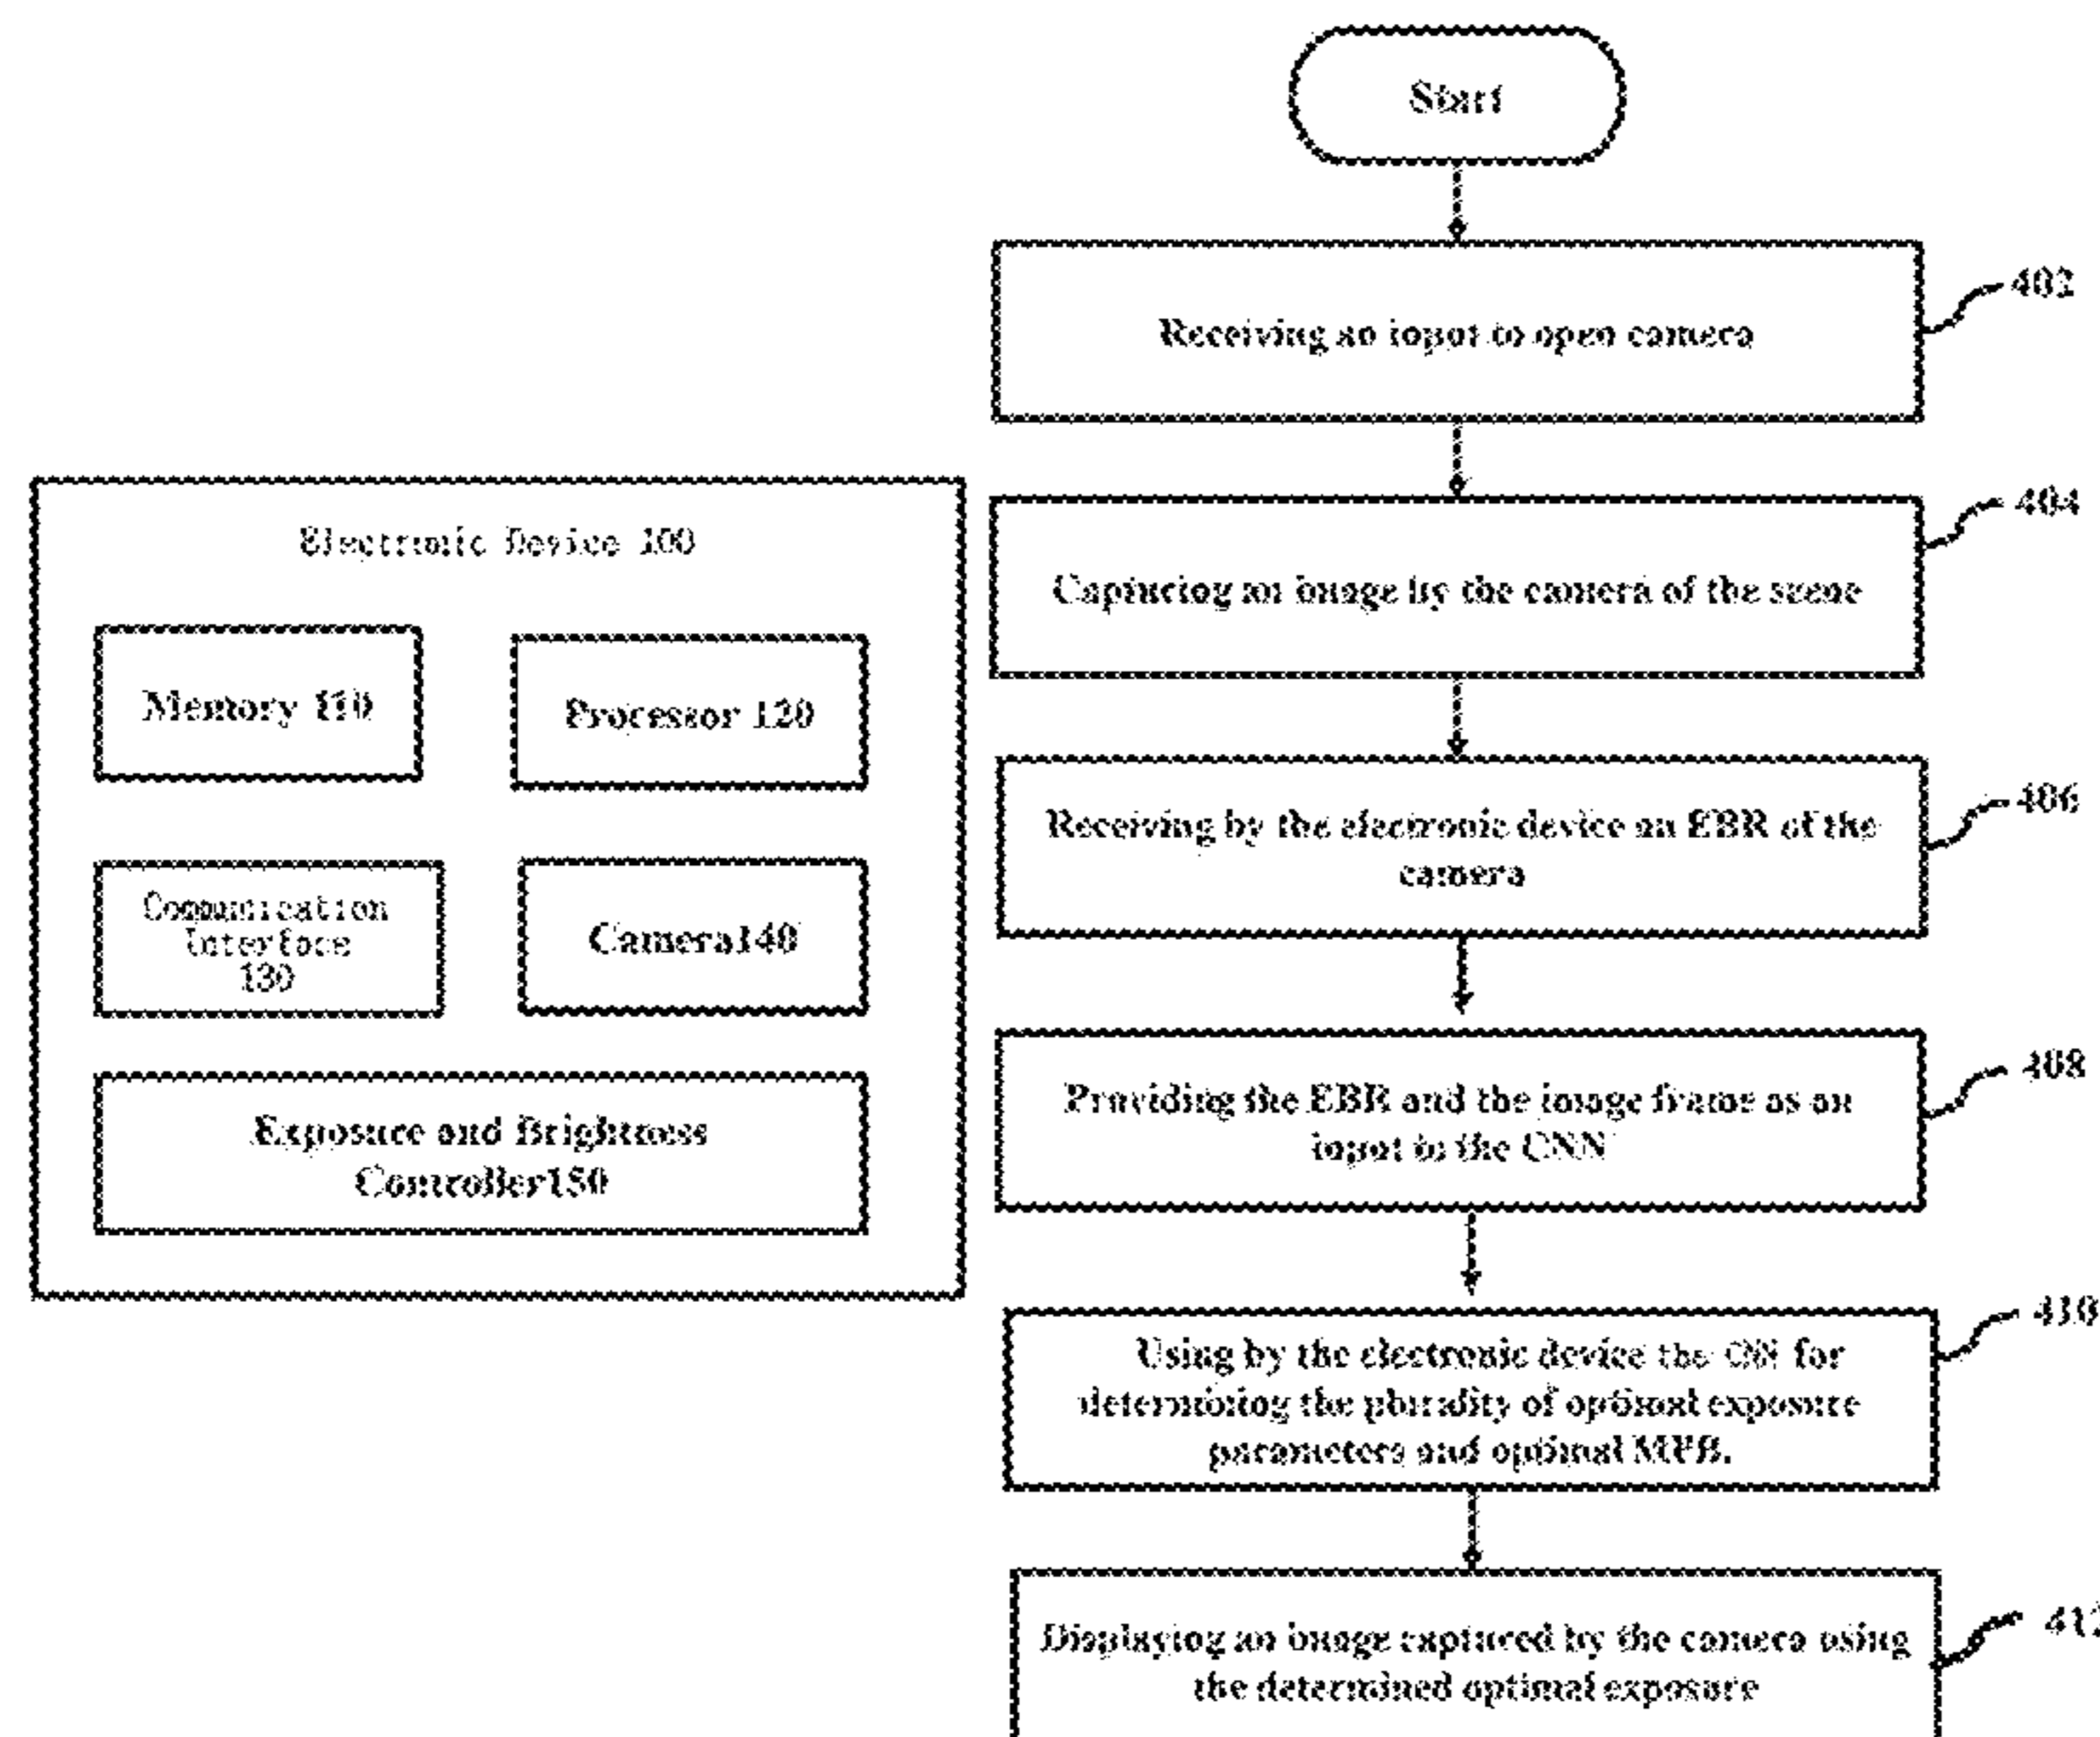 Start
Receiving an input to open camera
402
Capturing an image by the camera of the scene
404
Receiving by the electronic device an EBR of the
camera
406
Providing the EBR and the image frame as an
input to the CNN
408
Using by the electronic device the for
determining the plurality of optimal exposure
parameters and optimal MFB.
410
Displaying an image captured by the camera using
the determined optimal exposure
412
Electronic Device 100
Memory 110
Processor 120
Communication
Interface
130
Camera140
Exposure and Brightness
Controller150